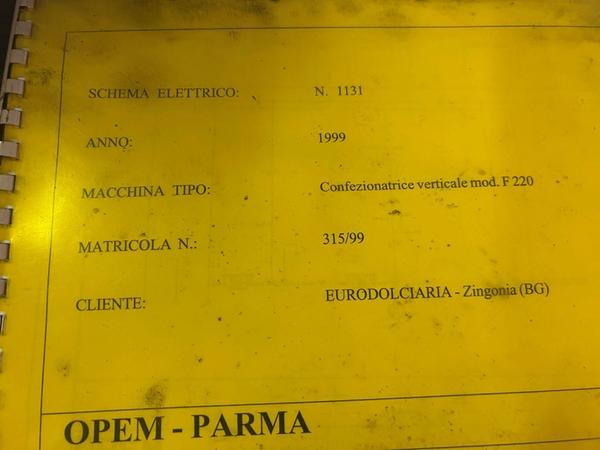 SCHEMA ELETTRICO: N. 1131
ANNO: 1999
MACCHINA TIPO: Confezionatrice verticale mod. F 220
MATRICOLA N.: 315/99
CLIENTE: EURODOLCIARIA - Zingonia (BG)
OPEM - PARMA